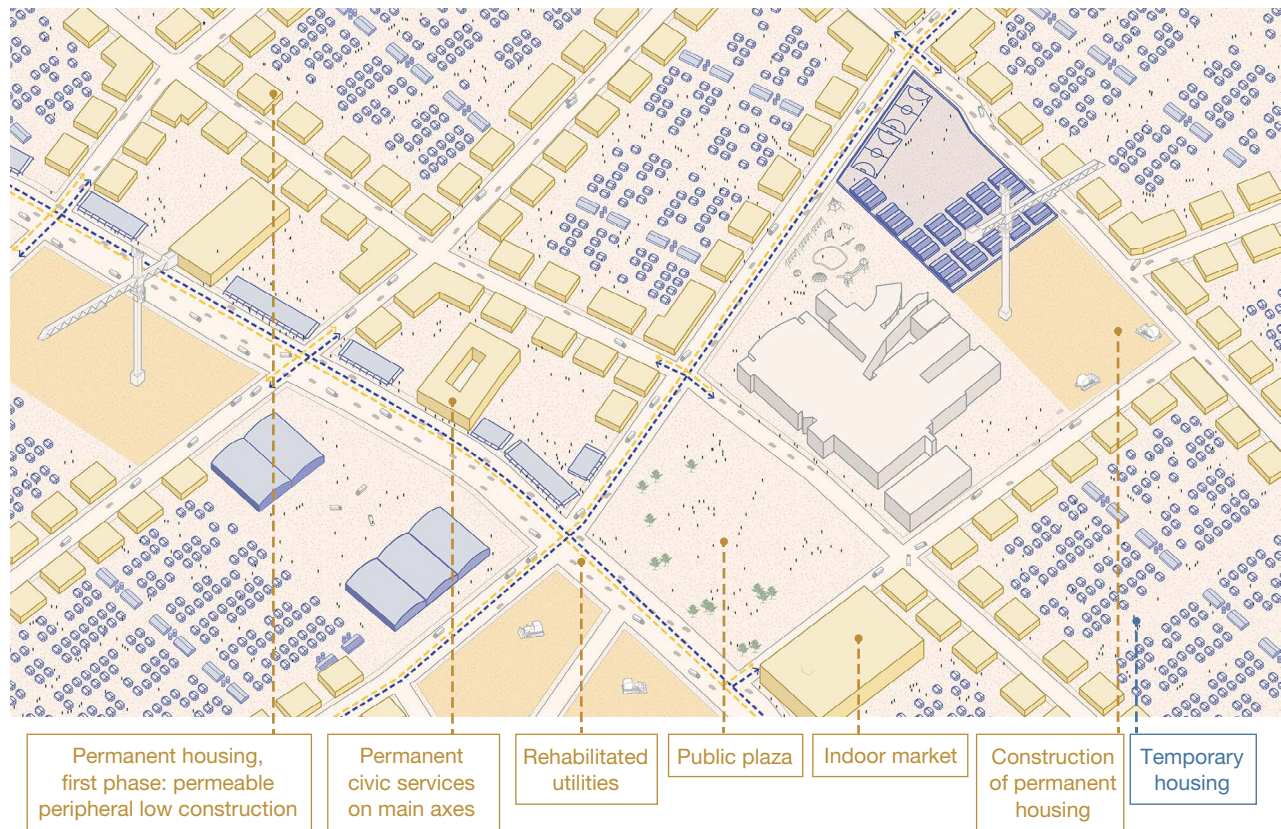 Permanent housing,
first phase: permeable
peripheral low construction
Permanent
civic services
on main axes
Rehabilitated
utilities
Public plaza
Indoor market
Construction
of permanent
housing
Temporary
housing